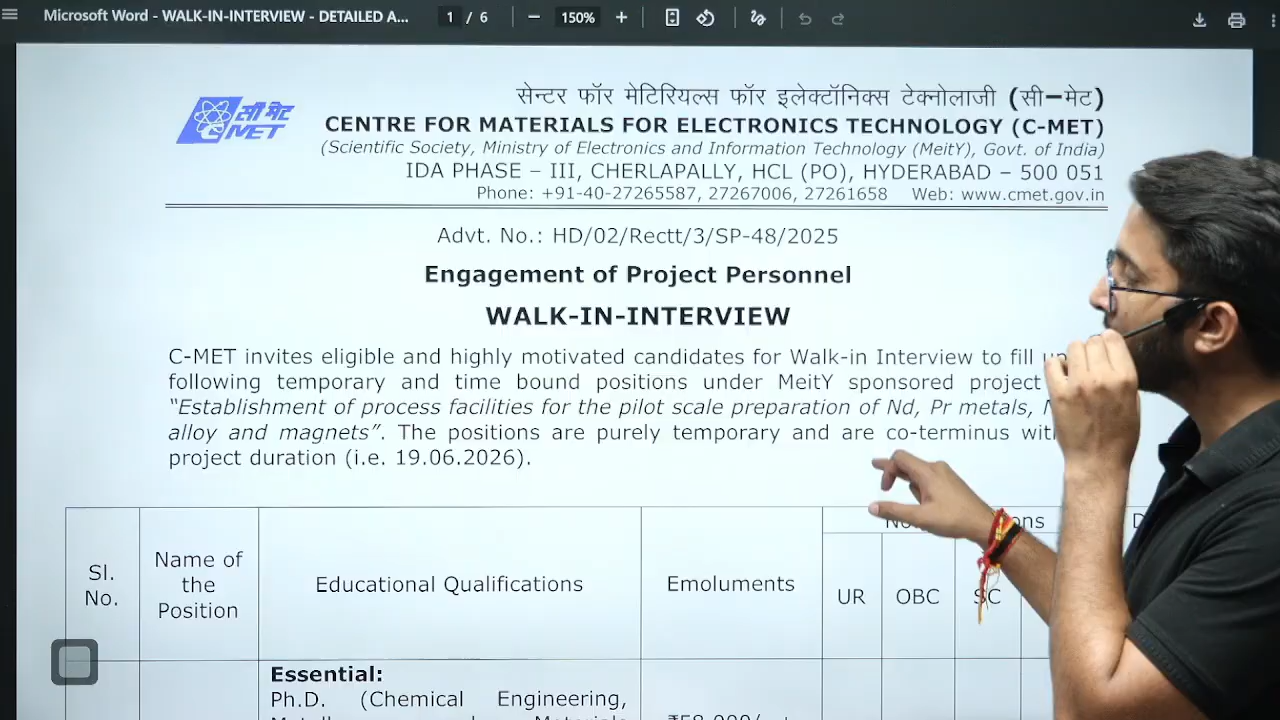 Microsoft Word - WALK-IN-INTERVIEW - DETAILED A...
1 / 6
150%
सी मेट
C-MET
सेन्टर फॉर मेटिरियल्स फॉर इलेक्टॉनिक्स टेक्नोलाजी (सी–मेट)
CENTRE FOR MATERIALS FOR ELECTRONICS TECHNOLOGY (C-MET)
(Scientific Society, Ministry of Electronics and Information Technology (MeitY), Govt. of India)
IDA PHASE – III, CHERLAPALLY, HCL (PO), HYDERABAD – 500 051
Phone: +91-40-27265587, 27267006, 27261658 Web: www.cmet.gov.in
Advt. No.: HD/02/Rectt/3/SP-48/2025
Engagement of Project Personnel
WALK-IN-INTERVIEW
C-MET invites eligible and highly motivated candidates for Walk-in Interview to fill
following temporary and time bound positions under MeitY sponsored project
“Establishment of process facilities for the pilot scale preparation of Nd, Pr metals,
alloy and magnets”. The positions are purely temporary and are co-terminus
project duration (i.e. 19.06.2026).
Sl. No.
Name of the Position
Educational Qualifications
Emoluments
UR
OBC
SC
Essential:
Ph.D. (Chemical Engineering,